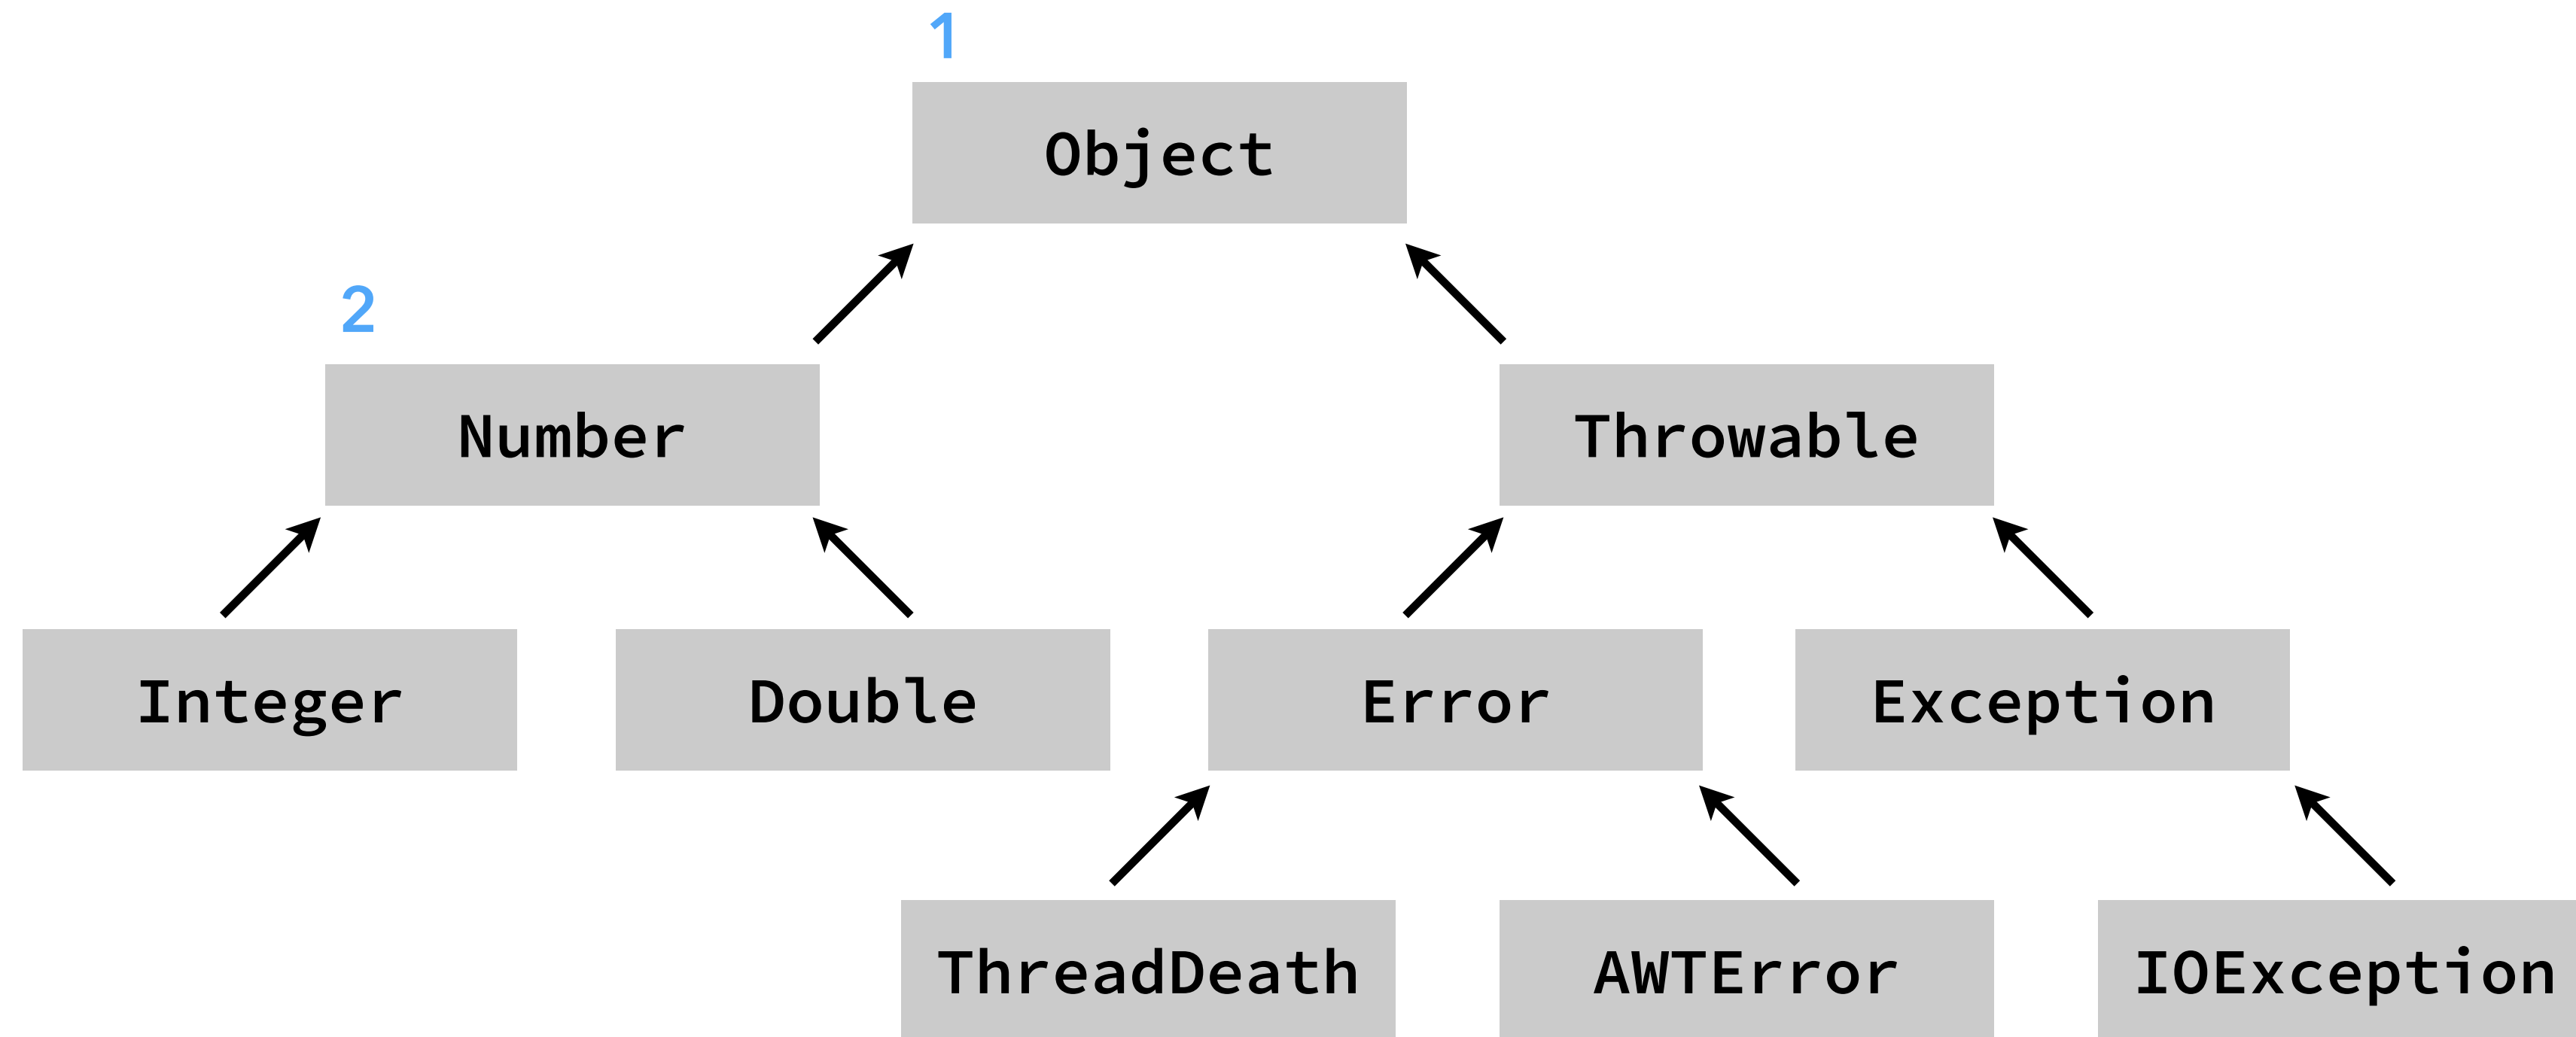 1
Object
2
Number
Throwable
Integer
Double
Error
Exception
ThreadDeath
AWTError
IOException